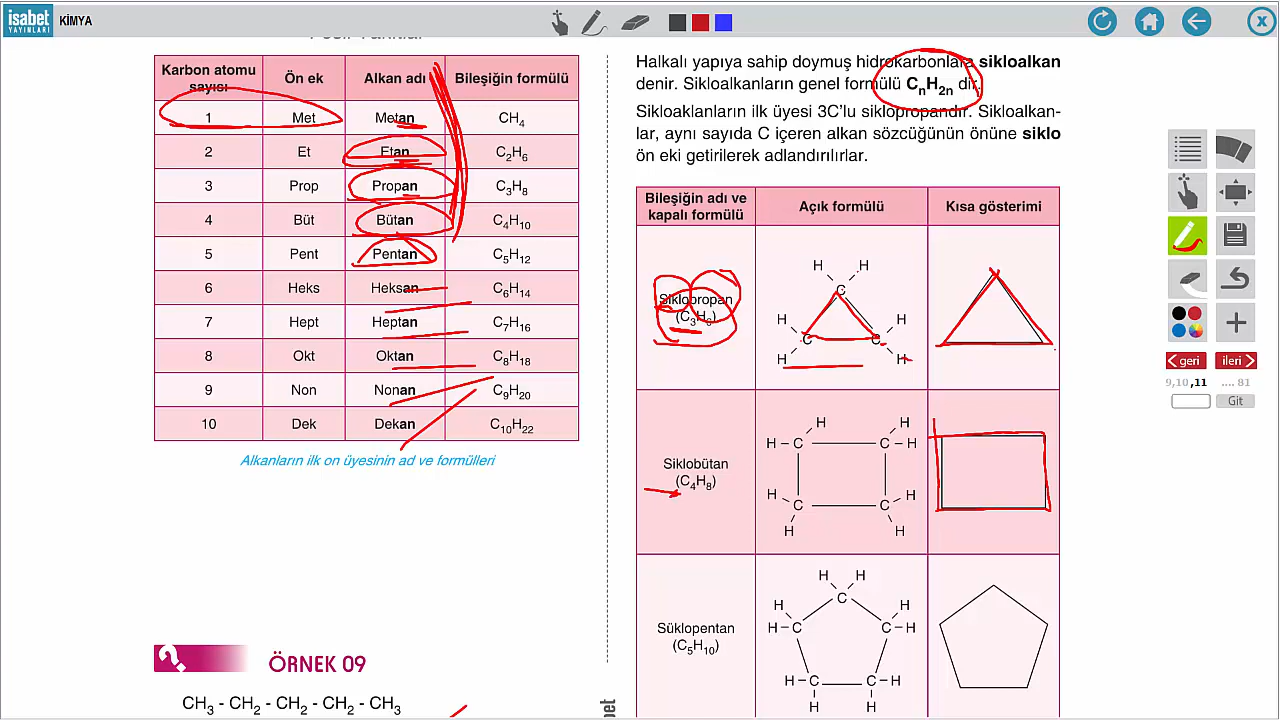 isabet
YAYINLARI
KİMYA
Karbon atomu sayısı Ön ek Alkan adı Bileşiğin formülü
1 Met Metan CH4
2 Et Etan C2H6
3 Prop Propan C3H8
4 Büt Bütan C4H10
5 Pent Pentan C5H12
6 Heks Heksan C6H14
7 Hept Heptan C7H16
8 Okt Oktan C8H18
9 Non Nonan C9H20
10 Dek Dekan C10H22
Alkanların ilk on üyesinin ad ve formülleri
ÖRNEK 09
CH3 - CH2 - CH2 - CH2 - CH3
Halkalı yapıya sahip doymuş hidrokarbonlara sikloalkan
denir. Sikloalkanların genel formülü CnH2n dir.
Sikloaklanların ilk üyesi 3C'lu siklopropandır. Sikloalkan-
lar, aynı sayıda C içeren alkan sözcüğünün önüne siklo
ön eki getirilerek adlandırılırlar.
Bileşiğin adı ve kapalı formülü Açık formülü Kısa gösterimi
Siklopropan
(C3H6)
H H
C
H H
C C
H H
Siklobütan
(C4H8)
H H
H – C C – H
H C C H
H H
Süklopentan
(C5H10)
H H
C
H H
H – C C – H
H – C C – H
H H
geri ileri
9,10,11 .... 81
Git